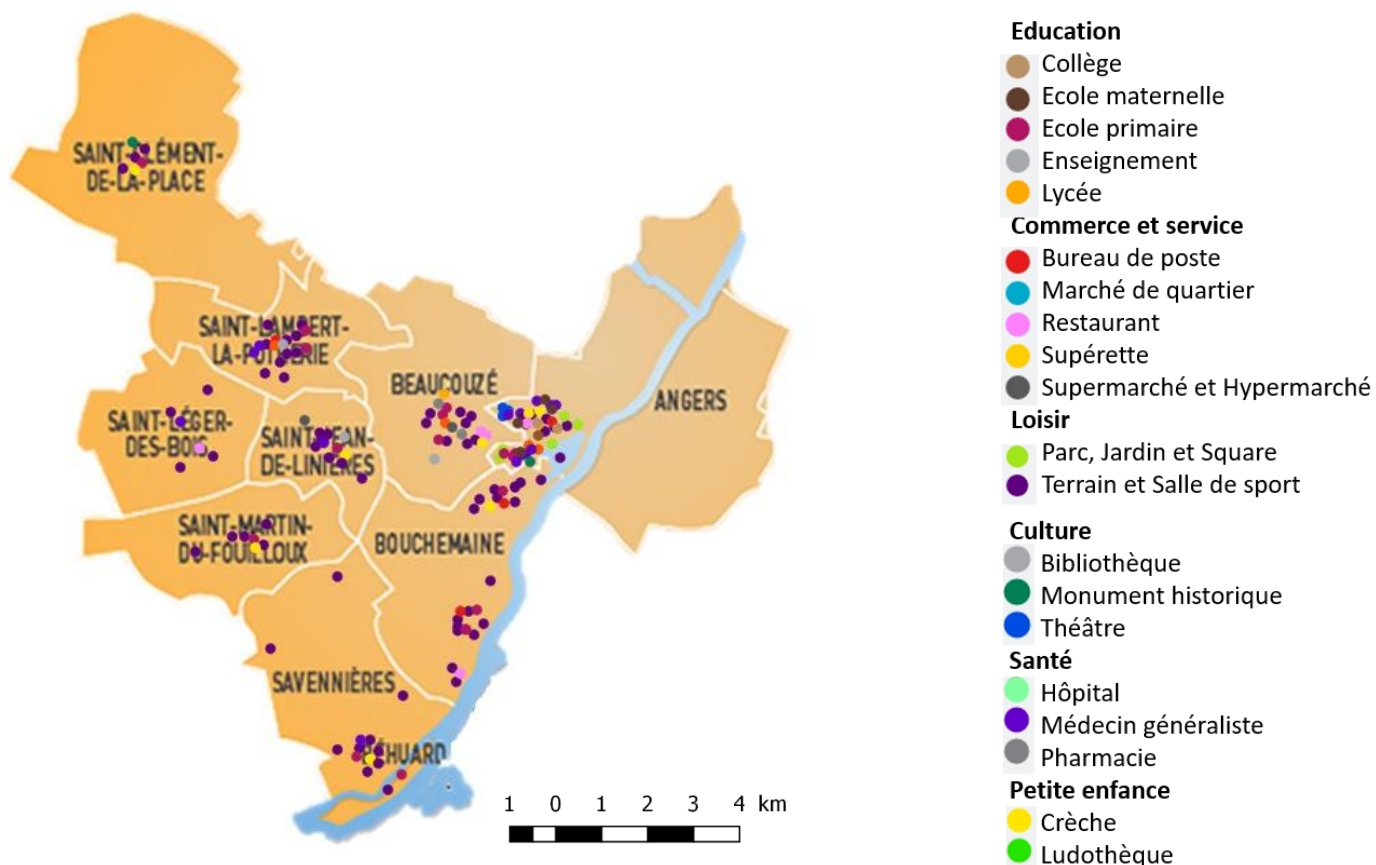 SAINT-CLÉMENT-
DE-LA-PLACE
SAINT-LAMBERT-
LA-POTHERIE
BEAUCOUZÉ
ANGERS
SAINT-LÉGER-
DES-BOIS
SAINT-JEAN-
DE-LINIÈRES
SAINT-MARTIN-
DU-FOUILLOUX
BOUCHEMAINE
SAVENNIÈRES
BÉHUARD
1 0 1 2 3 4 km
Education
Collège
Ecole maternelle
Ecole primaire
Enseignement
Lycée
Commerce et service
Bureau de poste
Marché de quartier
Restaurant
Supérette
Supermarché et Hypermarché
Loisir
Parc, Jardin et Square
Terrain et Salle de sport
Culture
Bibliothèque
Monument historique
Théâtre
Santé
Hôpital
Médecin généraliste
Pharmacie
Petite enfance
Crèche
Ludothèque